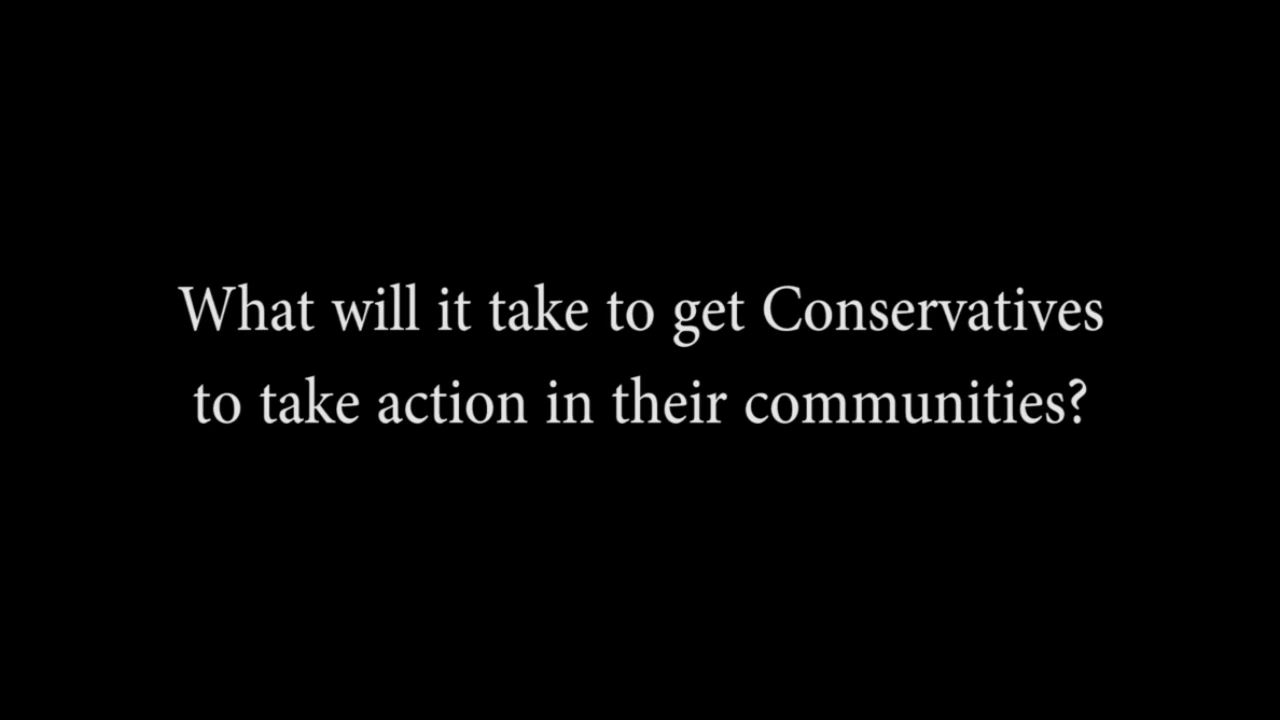 What will it take to get Conservatives
to take action in their communities?